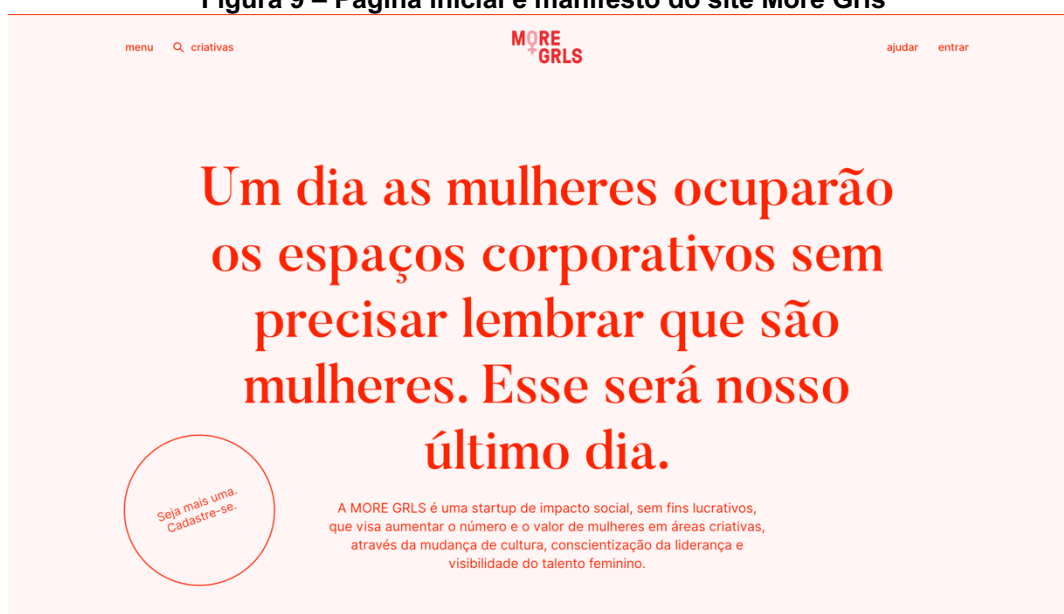 Figura 9 – Página inicial e manifesto do site More Grls
menu criativas
MORE
GRLS
ajudar entrar
Um dia as mulheres ocuparão
os espaços corporativos sem
precisar lembrar que são
mulheres. Esse será nosso
último dia.
Seja mais uma.
Cadastre-se.
A MORE GRLS é uma startup de impacto social, sem fins lucrativos,
que visa aumentar o número e o valor de mulheres em áreas criativas,
através da mudança de cultura, conscientização da liderança e
visibilidade do talento feminino.